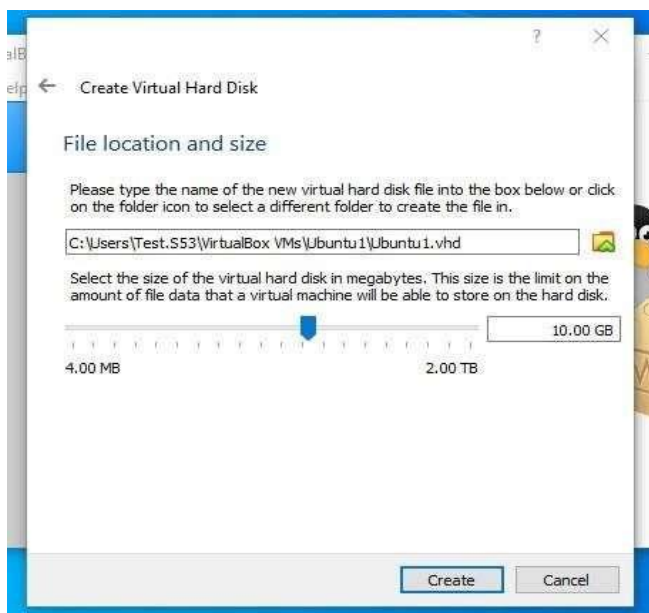 ?
alB
elp
Create Virtual Hard Disk
File location and size
Please type the name of the new virtual hard disk file into the box below or click
on the folder icon to select a different folder to create the file in.
C:\Users\Test.S53\VirtualBox VMs\Ubuntu1\Ubuntu1.vhd
Select the size of the virtual hard disk in megabytes. This size is the limit on the
amount of file data that a virtual machine will be able to store on the hard disk.
10.00 GB
4.00 MB 2.00 TB
Create Cancel